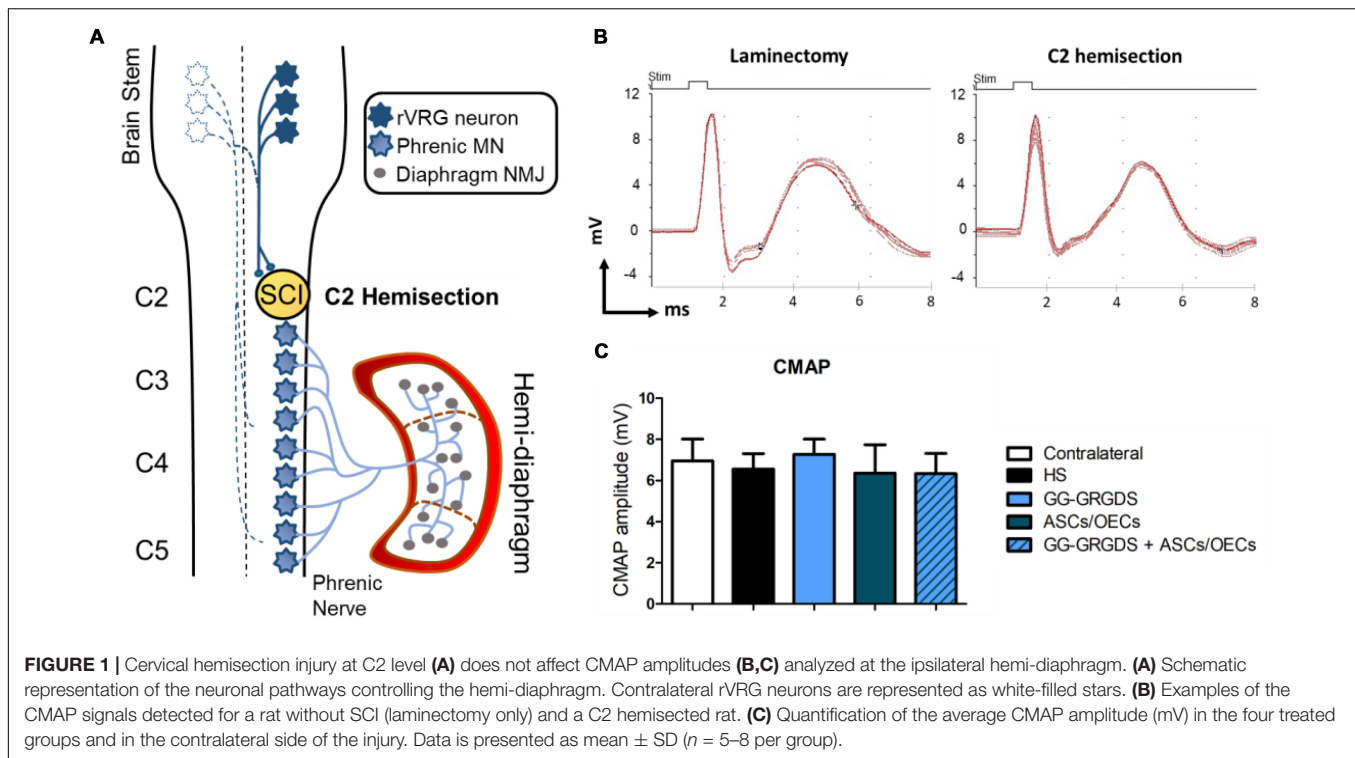 A
Brain Stem
rVRG neuron
Phrenic MN
Diaphragm NMJ
SCI
C2 Hemisection
C2
C3
C4
C5
Hemi-diaphragm
Phrenic
Nerve
B
Laminectomy
C2 hemisection
Stim
Stim
12
8
4
0
-4
mV
ms
2
4
6
8
12
8
4
0
-4
2
4
6
8
C
CMAP
CMAP amplitude (mV)
10
8
6
4
2
0
Contralateral
HS
GG-GRGDS
ASCs/OECs
GG-GRGDS + ASCs/OECs
FIGURE 1 | Cervical hemisection injury at C2 level (A) does not affect CMAP amplitudes (B,C) analyzed at the ipsilateral hemi-diaphragm. (A) Schematic
representation of the neuronal pathways controlling the hemi-diaphragm. Contralateral rVRG neurons are represented as white-filled stars. (B) Examples of the
CMAP signals detected for a rat without SCI (laminectomy only) and a C2 hemisected rat. (C) Quantification of the average CMAP amplitude (mV) in the four treated
groups and in the contralateral side of the injury. Data is presented as mean ± SD (n = 5–8 per group).